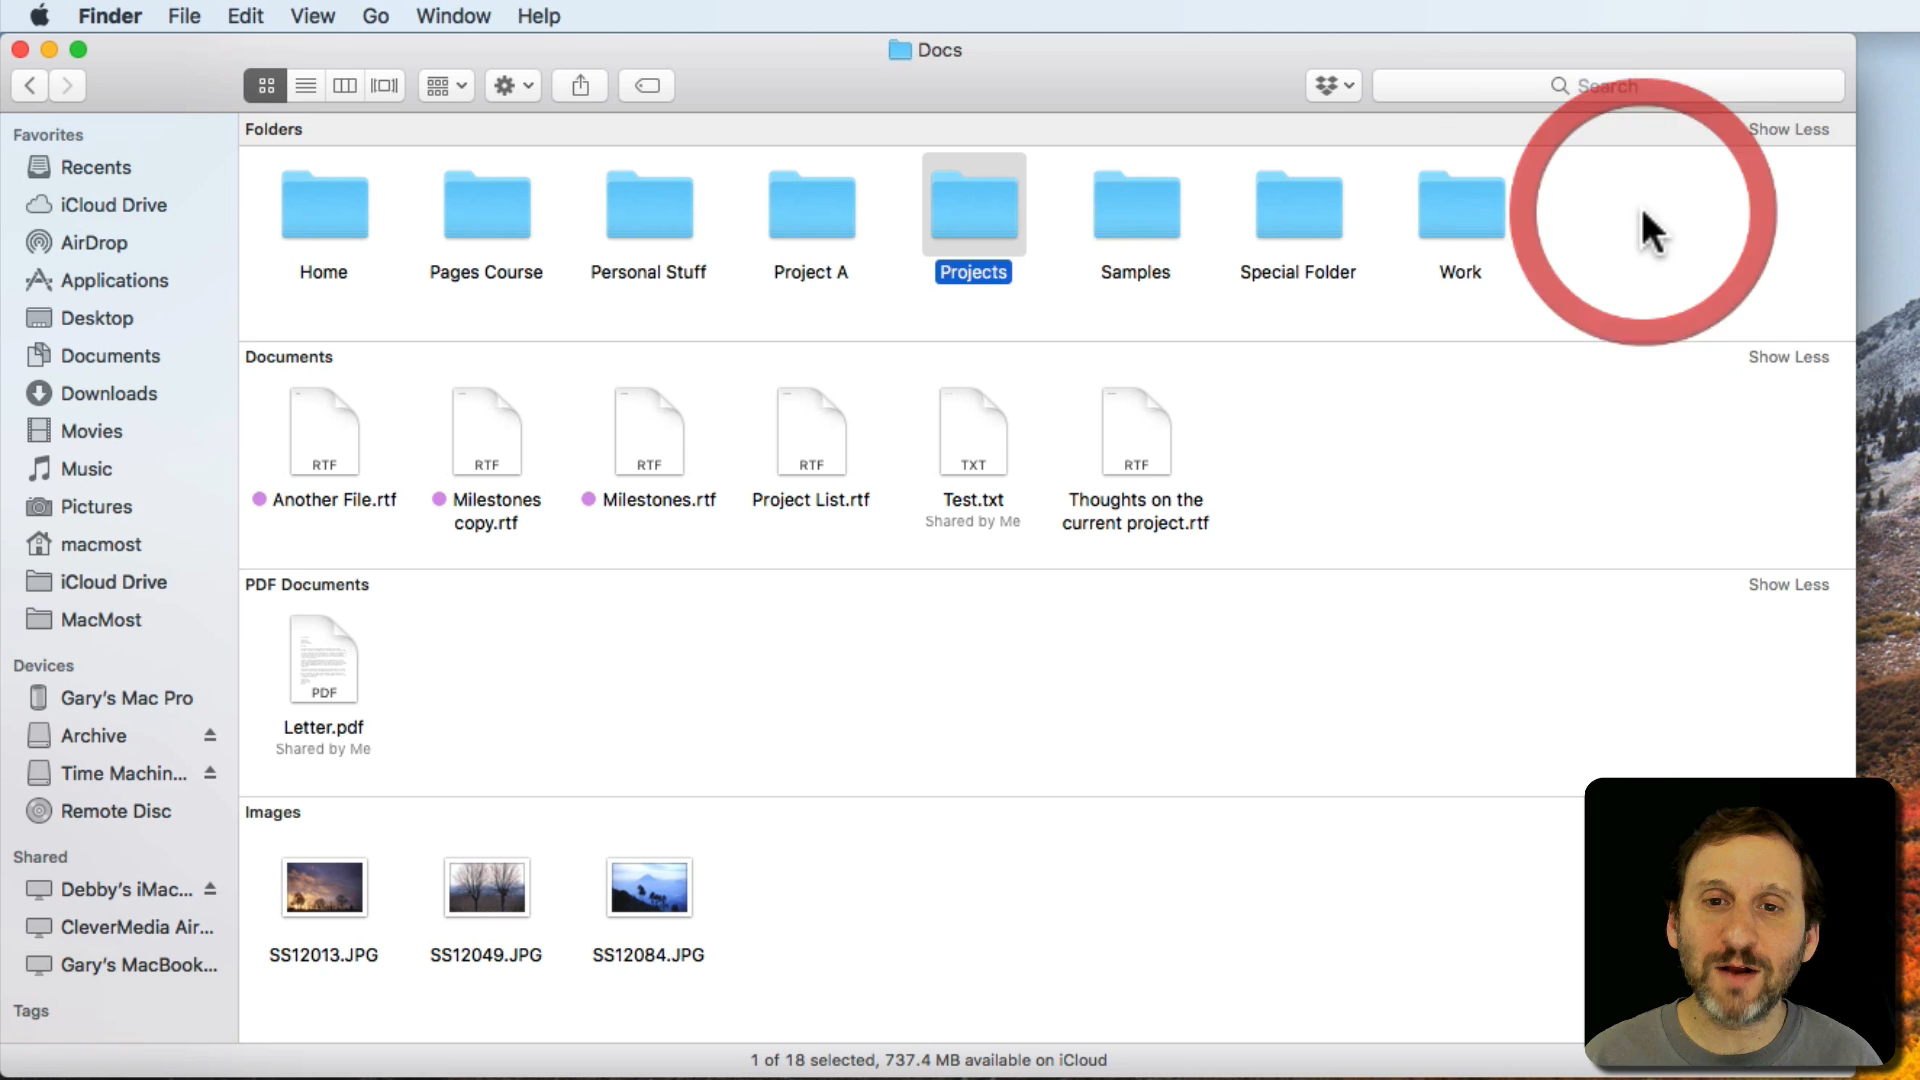 Finder File Edit View Go Window Help
Docs
Search
Favorites
Recents
iCloud Drive
AirDrop
Applications
Desktop
Documents
Downloads
Movies
Music
Pictures
macmost
iCloud Drive
MacMost
Devices
Gary's Mac Pro
Archive
Time Machin...
Remote Disc
Shared
Debby's iMac...
CleverMedia Air...
Gary's MacBook...
Tags
Folders Show Less
Home Pages Course Personal Stuff Project A Projects Samples Special Folder Work
Documents Show Less
RTF RTF RTF RTF TXT RTF
Another File.rtf Milestones Milestones.rtf Project List.rtf Test.txt Thoughts on the
copy.rtf Shared by Me current project.rtf
PDF Documents Show Less
PDF
Letter.pdf
Shared by Me
Images
SS12013.JPG SS12049.JPG SS12084.JPG
1 of 18 selected, 737.4 MB available on iCloud